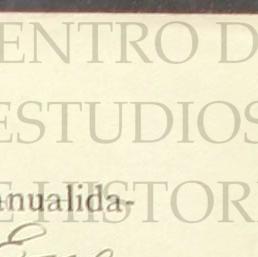 ENTRO D
ESTUDIOS
E HISTORI
anualida-